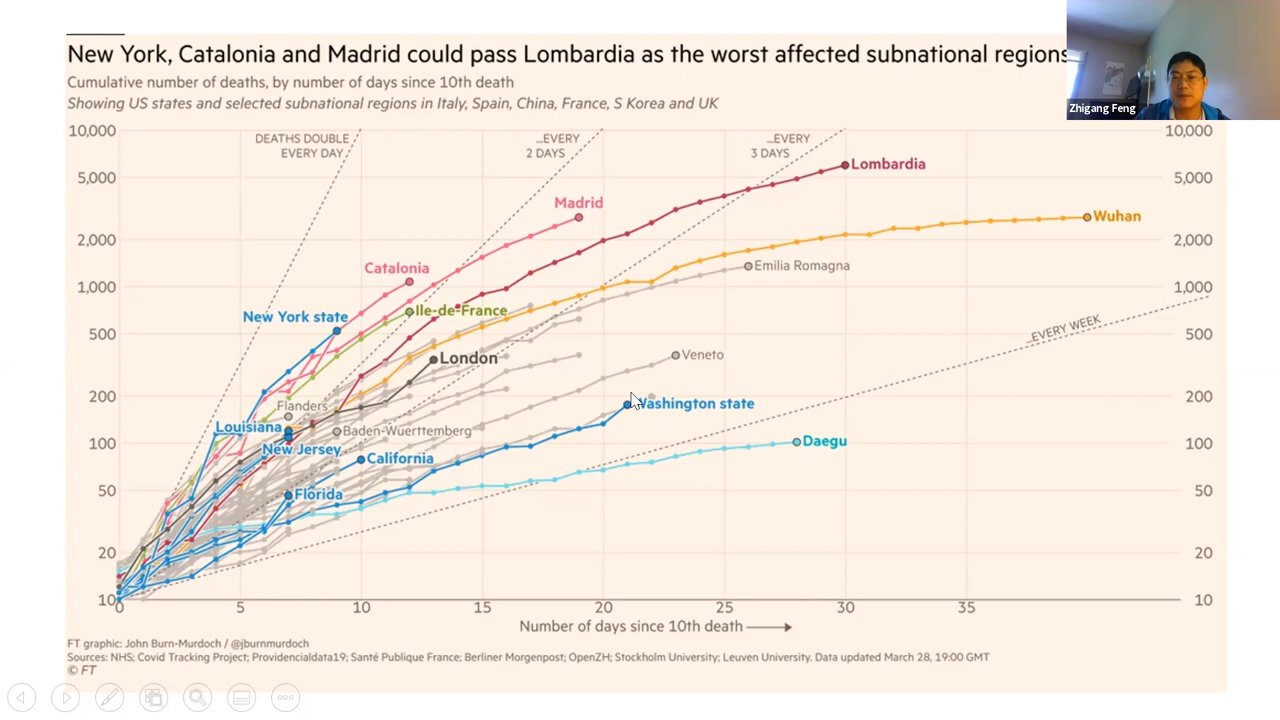 New York, Catalonia and Madrid could pass Lombardia as the worst affected subnational regions
Cumulative number of deaths, by number of days since 10th death
Showing US states and selected subnational regions in Italy, Spain, China, France, S Korea and UK
Zhigang Feng
10,000
DEATHS DOUBLE
EVERY DAY
...EVERY
2 DAYS
...EVERY
3 DAYS
10,000
Lombardia
5,000
5,000
Madrid
Wuhan
2,000
2,000
Catalonia
Emilia Romagna
1,000
1,000
New York state
Ile-de-France
500
...EVERY WEEK
500
London
Veneto
200
Flanders
Washington state
200
Louisiana
Baden-Wuerttemberg
100
New Jersey
Daegu
100
California
50
Florida
50
20
20
10
10
0
5
10
15
20
25
30
35
Number of days since 10th death
FT graphic: John Burn-Murdoch / @jburnmurdoch
Sources: NHS; Covid Tracking Project; Providencialdata19; Santé Publique France; Berliner Morgenpost; OpenZH; Stockholm University; Leuven University. Data updated March 28, 19:00 GMT
© FT